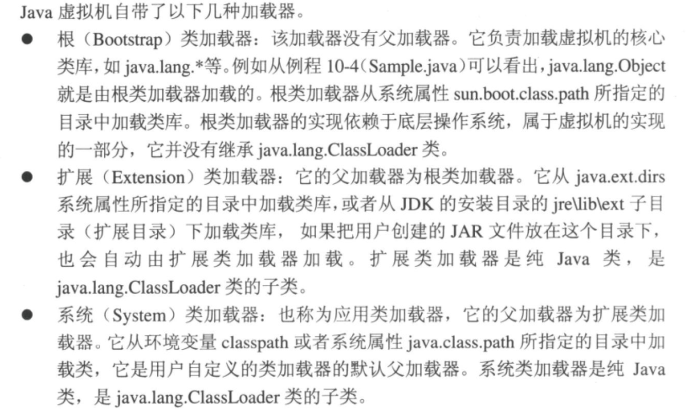 Java 虚拟机自带了以下几种加载器。
● 根（Bootstrap）类加载器：该加载器没有父加载器。它负责加载虚拟机的核心
类库，如 java.lang.*等。例如从例程 10-4（Sample.java）可以看出，java.lang.Object
就是由根类加载器加载的。根类加载器从系统属性 sun.boot.class.path 所指定的
目录中加载类库。根类加载器的实现依赖于底层操作系统，属于虚拟机的实现
的一部分，它并没有继承 java.lang.ClassLoader 类。
● 扩展（Extension）类加载器：它的父加载器为根类加载器。它从 java.ext.dirs
系统属性所指定的目录中加载类库，或者从 JDK 的安装目录的 jre\lib\ext 子目
录（扩展目录）下加载类库， 如果把用户创建的 JAR 文件放在这个目录下，
也会自动由扩展类加载器加载。扩展类加载器是纯 Java 类，是
java.lang.ClassLoader 类的子类。
● 系统（System）类加载器：也称为应用类加载器，它的父加载器为扩展类加
载器。它从环境变量 classpath 或者系统属性 java.class.path 所指定的目录中加
载类，它是用户自定义的类加载器的默认父加载器。系统类加载器是纯 Java
类，是 java.lang.ClassLoader 类的子类。